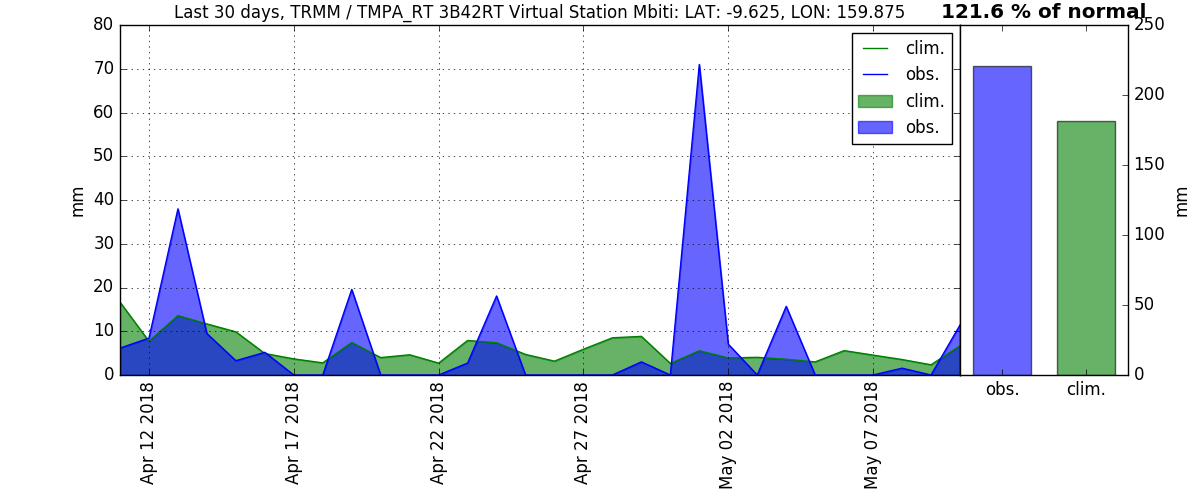 Last 30 days, TRMM / TMPA_RT 3B42RT Virtual Station Mbiti: LAT: -9.625, LON: 159.875
121.6 % of normal
80
70
60
50
40
30
20
10
0
mm
clim.
obs.
clim.
obs.
Apr 12 2018
Apr 17 2018
Apr 22 2018
Apr 27 2018
May 02 2018
May 07 2018
250
200
150
100
50
0
mm
obs.
clim.